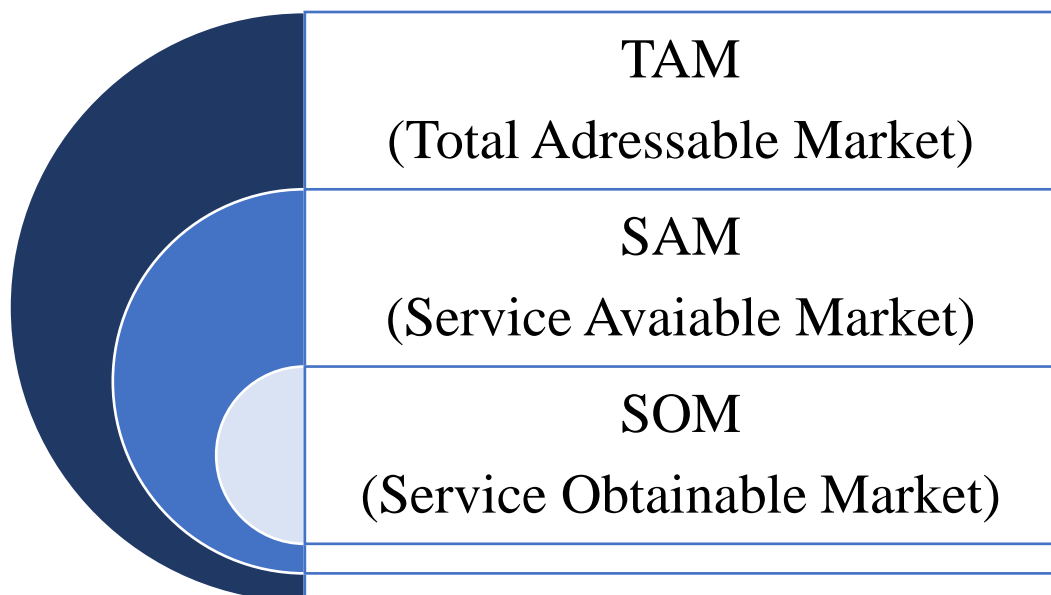 TAM
(Total Adressable Market)
SAM
(Service Avaiable Market)
SOM
(Service Obtainable Market)